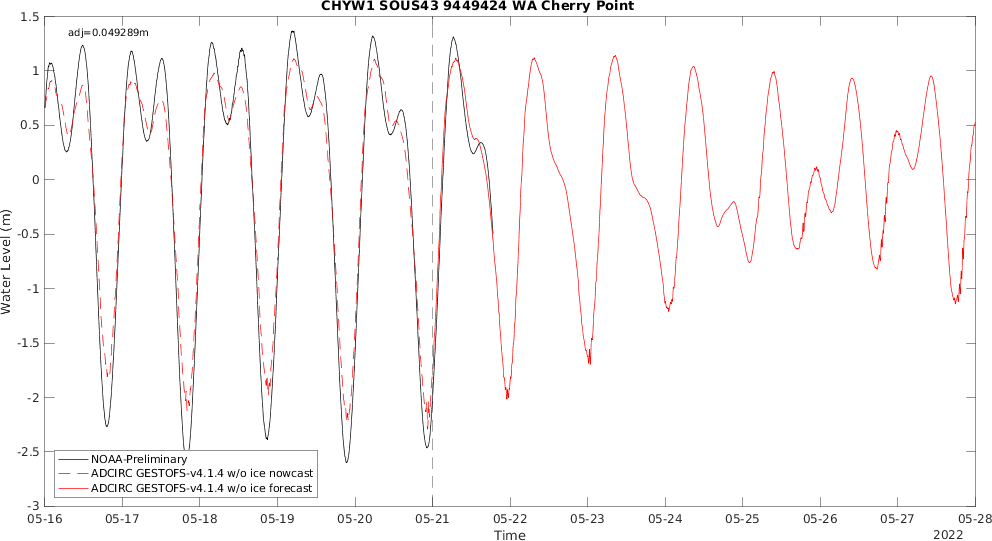 CHYW1 SOUS43 9449424 WA Cherry Point
adj=0.049289m
Water Level (m)
1.5
1
0.5
0
-0.5
-1
-1.5
-2
-2.5
-3
NOAA-Preliminary
ADCIRC GESTOFS-v4.1.4 w/o ice nowcast
ADCIRC GESTOFS-v4.1.4 w/o ice forecast
05-16 05-17 05-18 05-19 05-20 05-21 05-22 05-23 05-24 05-25 05-26 05-27 05-28
Time
2022